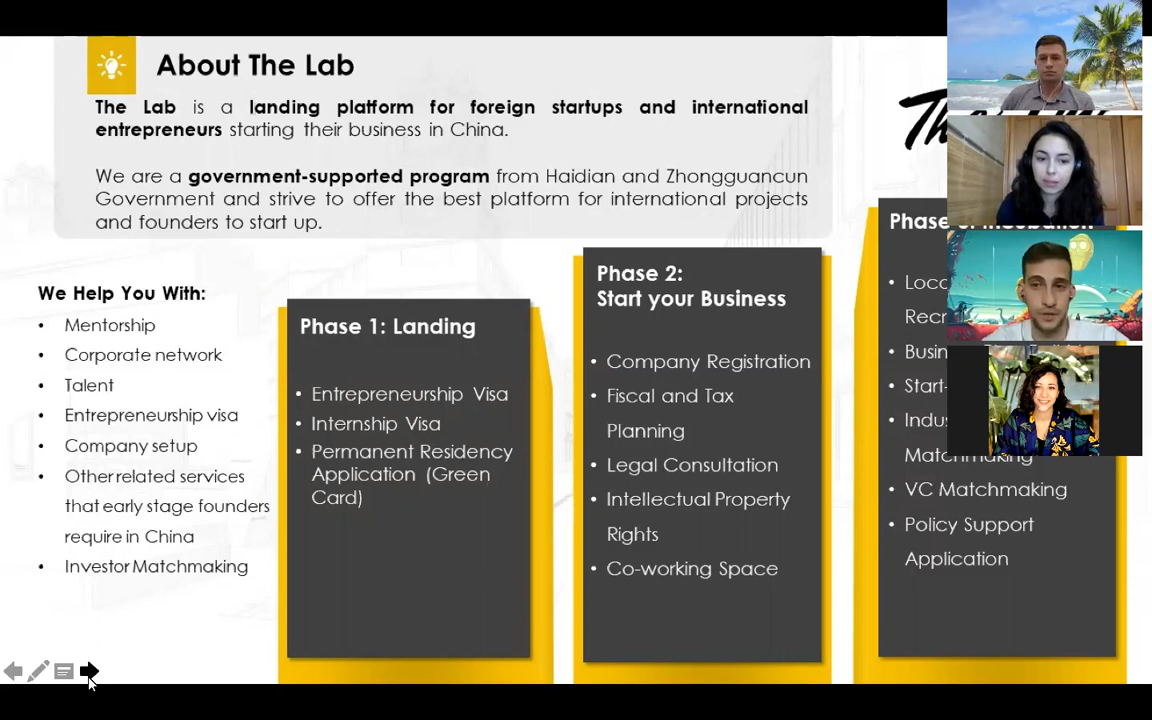 About The Lab
The Lab is a landing platform for foreign startups and international
entrepreneurs starting their business in China.
We are a government-supported program from Haidian and Zhongguancun
Government and strive to offer the best platform for international projects
and founders to start up.
We Help You With:
• Mentorship
• Corporate network
• Talent
• Entrepreneurship visa
• Company setup
• Other related services
that early stage founders
require in China
• Investor Matchmaking
Phase 1: Landing
• Entrepreneurship Visa
• Internship Visa
• Permanent Residency
Application (Green
Card)
Phase 2:
Start your Business
• Company Registration
• Fiscal and Tax
Planning
• Legal Consultation
• Intellectual Property
Rights
• Co-working Space
Phase
Matchmaking
• VC Matchmaking
• Policy Support
Application